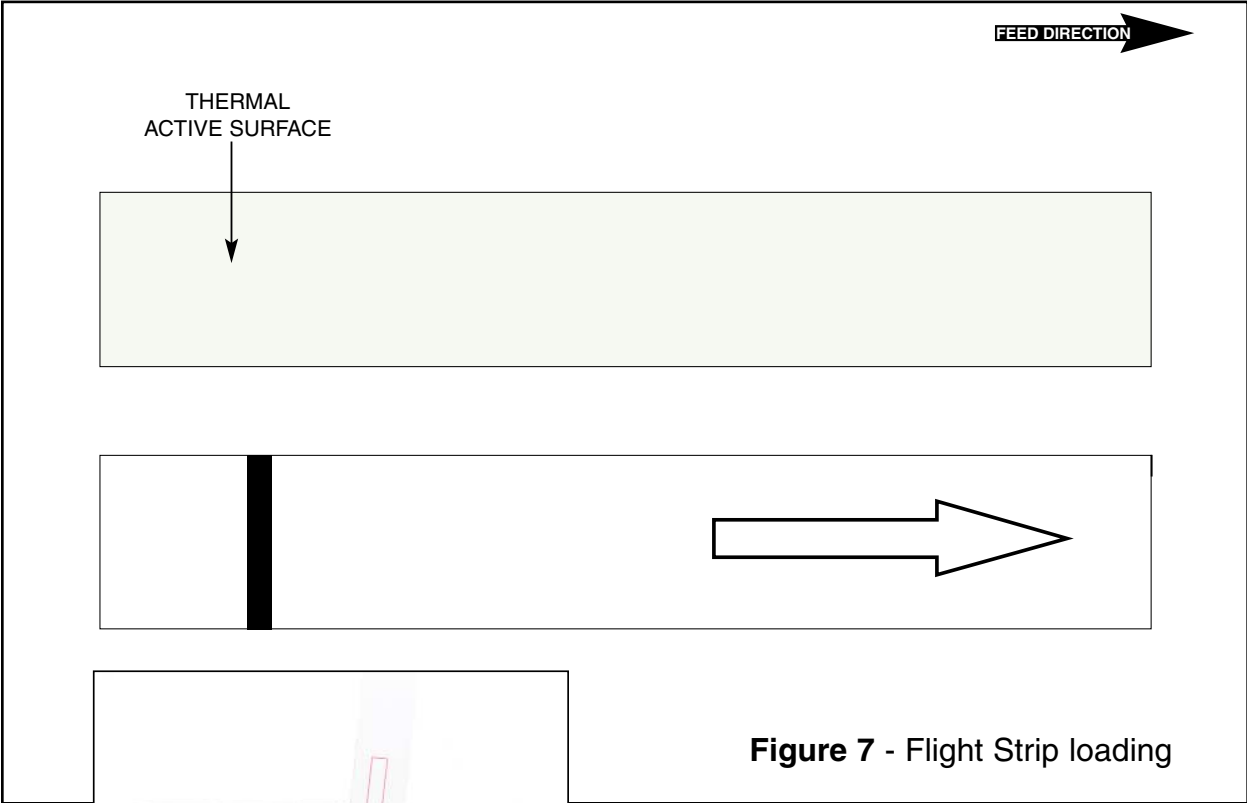 FEED DIRECTION
THERMAL
ACTIVE SURFACE
Figure 7 - Flight Strip loading